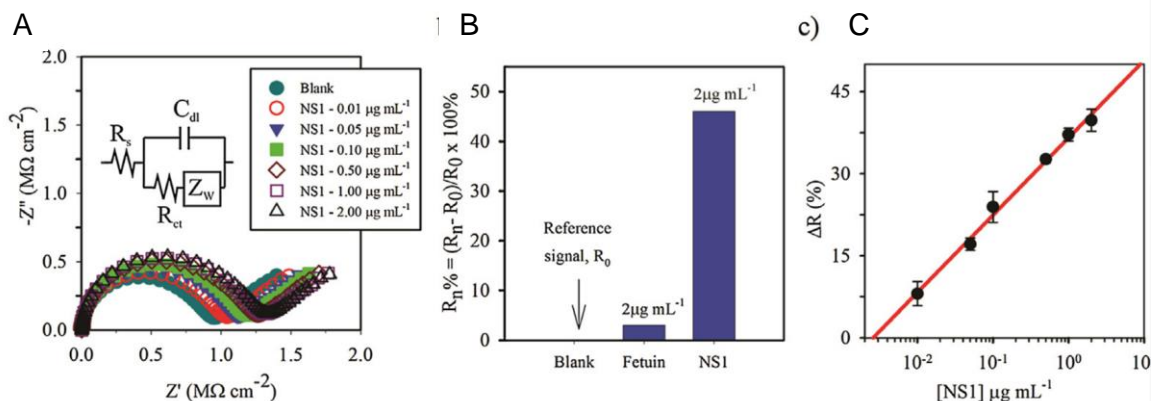 A
B
c) C
2.0
1.5
1.0
0.5
0.0
-Z'' (MΩ cm⁻²)
0.0 0.5 1.0 1.5 2.0
Z' (MΩ cm⁻²)
Rs
Cdl
Rct
Zw
Blank
NS1 - 0.01 µg mL⁻¹
NS1 - 0.05 µg mL⁻¹
NS1 - 0.10 µg mL⁻¹
NS1 - 0.50 µg mL⁻¹
NS1 - 1.00 µg mL⁻¹
NS1 - 2.00 µg mL⁻¹
Rn% = (Rn- R0)/R0 x 100%
50
40
30
20
10
0
Reference
signal, R0
2µg mL⁻¹
2µg mL⁻¹
Blank Fetuin NS1
ΔR (%)
45
30
15
0
10⁻² 10⁻¹ 10⁰ 10
[NS1] µg mL⁻¹